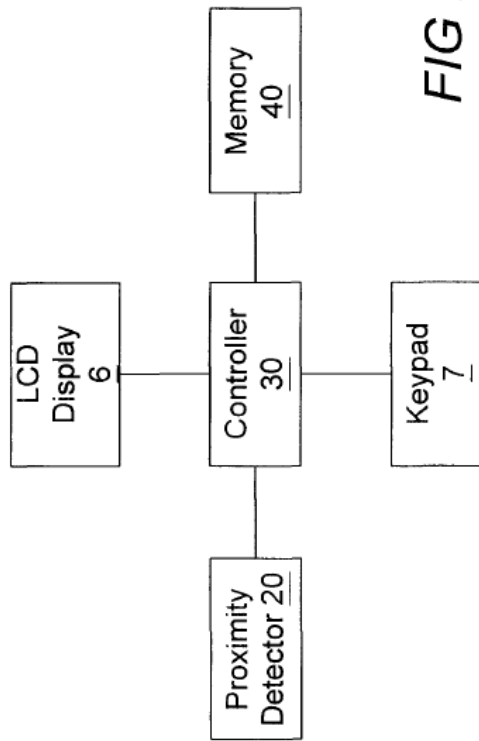 LCD
Display
6
Proximity
Detector 20
Controller
30
Memory
40
Keypad
7
FIG